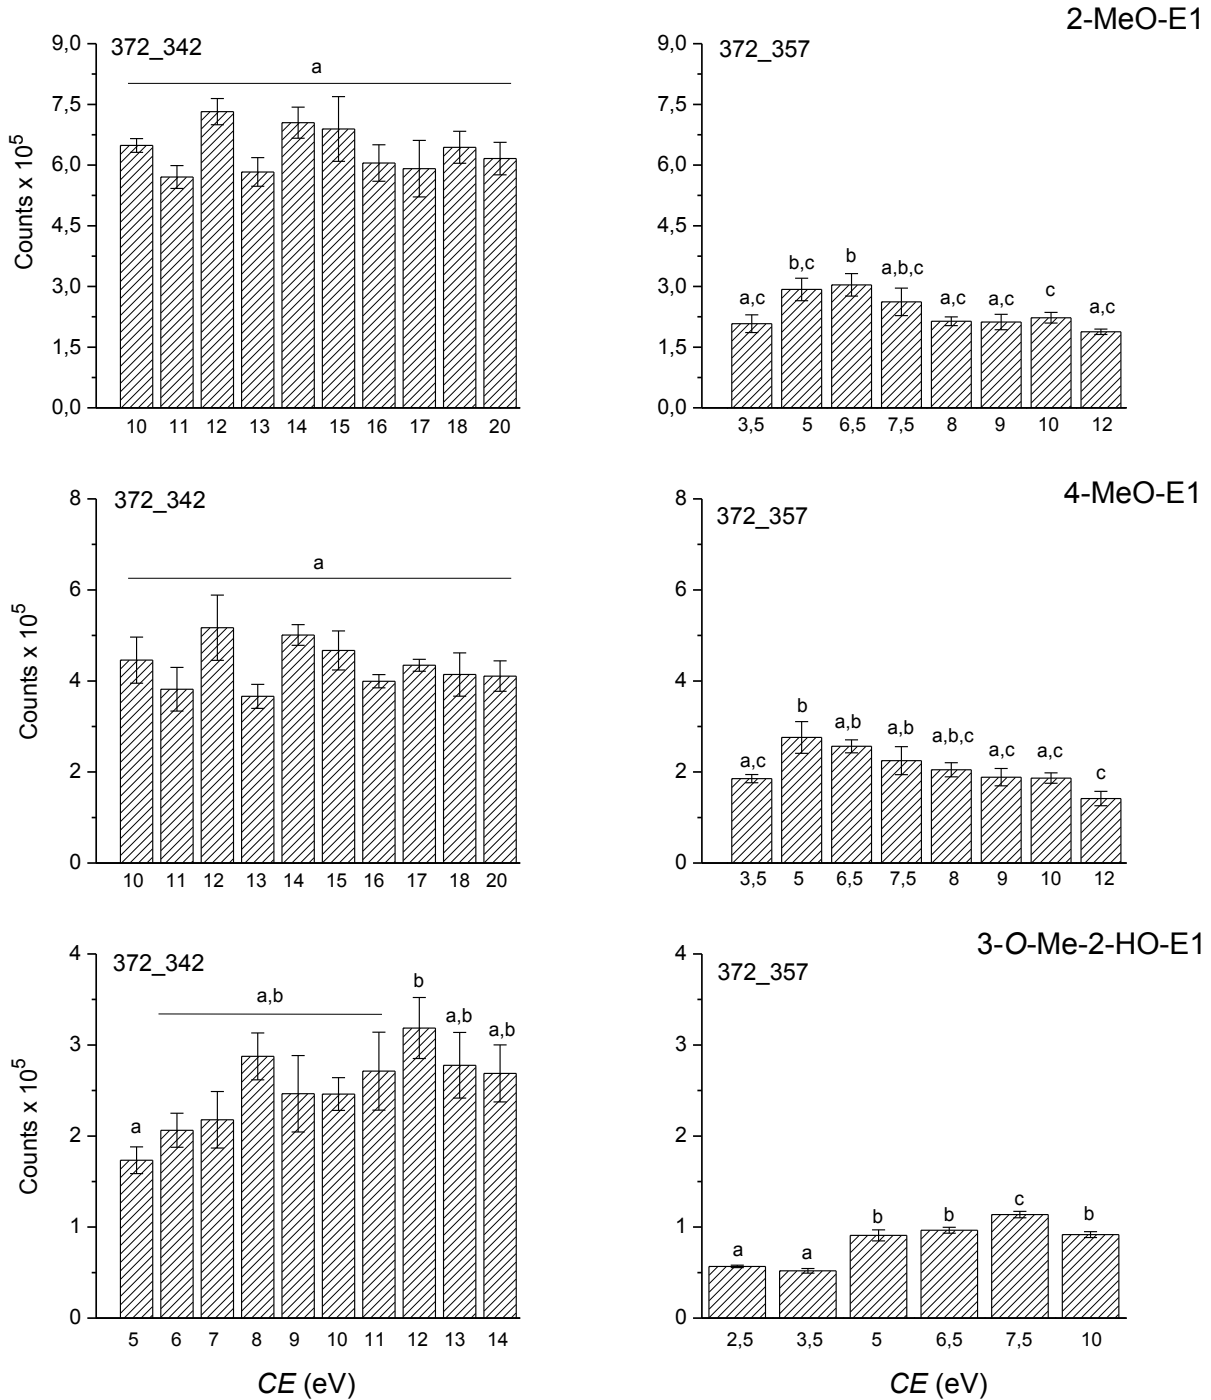 2-MeO-E1
372_342
a
Counts x 10⁵
9,0
7,5
6,0
4,5
3,0
1,5
0,0
10 11 12 13 14 15 16 17 18 20
372_357
a,c b,c b a,b,c a,c a,c c a,c
9,0
7,5
6,0
4,5
3,0
1,5
0,0
3,5 5 6,5 7,5 8 9 10 12
4-MeO-E1
372_342
a
Counts x 10⁵
8
6
4
2
0
10 11 12 13 14 15 16 17 18 20
372_357
a,c b a,b a,b a,b,c a,c a,c c
8
6
4
2
0
3,5 5 6,5 7,5 8 9 10 12
3-O-Me-2-HO-E1
372_342
a a,b b a,b a,b
Counts x 10⁵
4
3
2
1
0
5 6 7 8 9 10 11 12 13 14
CE (eV)
372_357
a a b b c b
4
3
2
1
0
2,5 3,5 5 6,5 7,5 10
CE (eV)